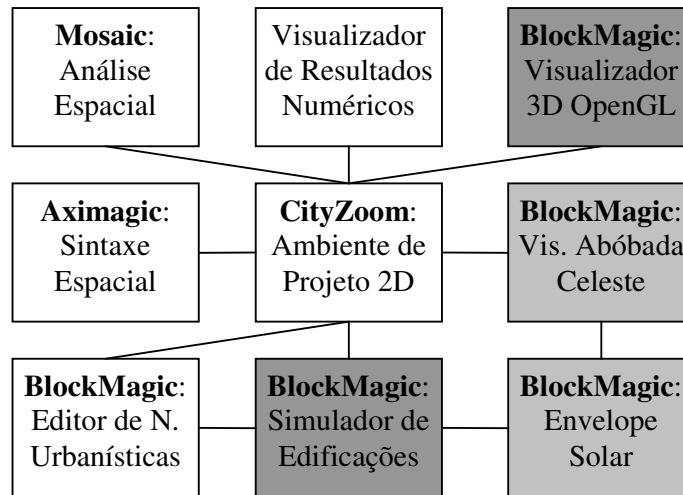 Mosaic:
Análise
Espacial
Visualizador
de Resultados
Numéricos
BlockMagic:
Visualizador
3D OpenGL
Aximagic:
Sintaxe
Espacial
CityZoom:
Ambiente de
Projeto 2D
BlockMagic:
Vis. Abóbada
Celeste
BlockMagic:
Editor de N.
Urbanísticas
BlockMagic:
Simulador de
Edificações
BlockMagic:
Envelope
Solar